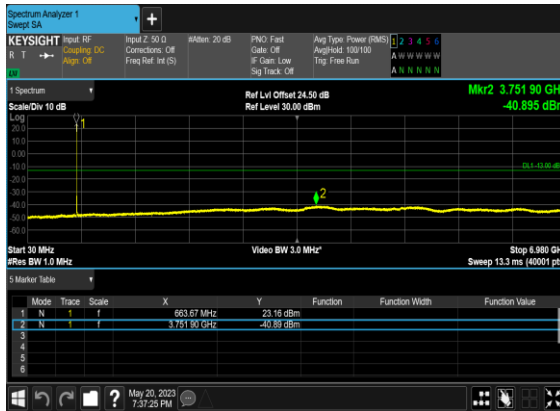 Spectrum Analyzer 1
Swept SA
+
KEYSIGHT
R T
Input: RF
Coupling: DC
Align: Off
Input Z: 50 Ω
Corrections: Off
Freq Ref: Int (S)
#Atten: 20 dB
PNO: Fast
Gate: Off
IF Gain: Low
Sig Track: Off
Avg Type: Power (RMS)
Avg|Hold: 100/100
Trig: Free Run
1 2 3 4 5 6
A W W W W W
A N N N N N
1 Spectrum
Scale/Div 10 dB
Ref Lvl Offset 24.50 dB
Ref Level 30.00 dBm
Mkr2 3.751 90 GHz
-40.895 dBm
Log
20.0
10.0
0.00
-10.0
-20.0
-30.0
-40.0
-50.0
-60.0
1
2
DL1 -13.00 dB
Start 30 MHz
#Res BW 1.0 MHz
Video BW 3.0 MHz*
Stop 6.980 GH
Sweep 13.3 ms (40001 pts
5 Marker Table
Mode Trace Scale X Y Function Function Width Function Value
1 N 1 f 663.67 MHz 23.16 dBm
2 N 1 f 3.751 90 GHz -40.89 dBm
3
4
5
6
?
May 20, 2023
7:37:25 PM